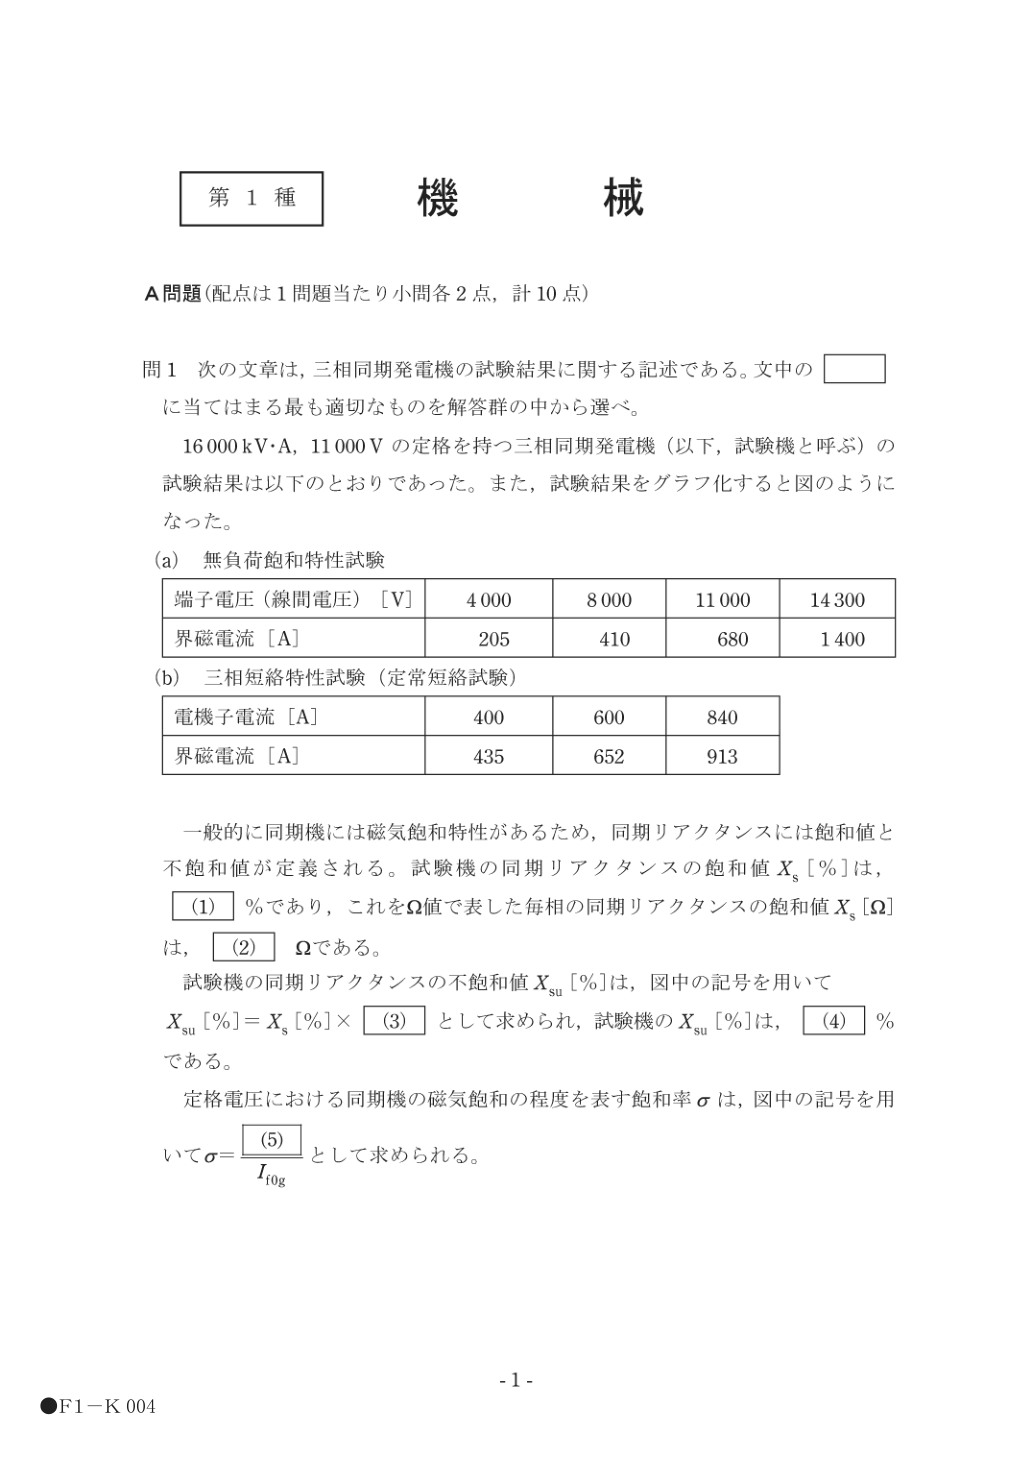 第 1 種
機 械
A問題(配点は1問題当たり小問各2点，計10点)
問1 次の文章は，三相同期発電機の試験結果に関する記述である。文中の
に当てはまる最も適切なものを解答群の中から選べ。
16 000 kV·A，11 000 V の定格を持つ三相同期発電機（以下，試験機と呼ぶ）の
試験結果は以下のとおりであった。また，試験結果をグラフ化すると図のように
なった。
(a) 無負荷飽和特性試験
端子電圧（線間電圧）［V］ 4 000 8 000 11 000 14 300
界磁電流［A］ 205 410 680 1 400
(b) 三相短絡特性試験（定常短絡試験）
電機子電流［A］ 400 600 840
界磁電流［A］ 435 652 913
一般的に同期機には磁気飽和特性があるため，同期リアクタンスには飽和値と
不飽和値が定義される。試験機の同期リアクタンスの飽和値 Xs［%］は，
(1) %であり，これをΩ値で表した毎相の同期リアクタンスの飽和値 Xs［Ω］
は， (2) Ωである。
試験機の同期リアクタンスの不飽和値 Xsu［%］は，図中の記号を用いて
Xsu［%］＝ Xs［%］× (3) として求められ，試験機の Xsu［%］は， (4) %
である。
定格電圧における同期機の磁気飽和の程度を表す飽和率 σ は，図中の記号を用
いて σ= (5) / If0g として求められる。
- 1 -
●F1－K 004